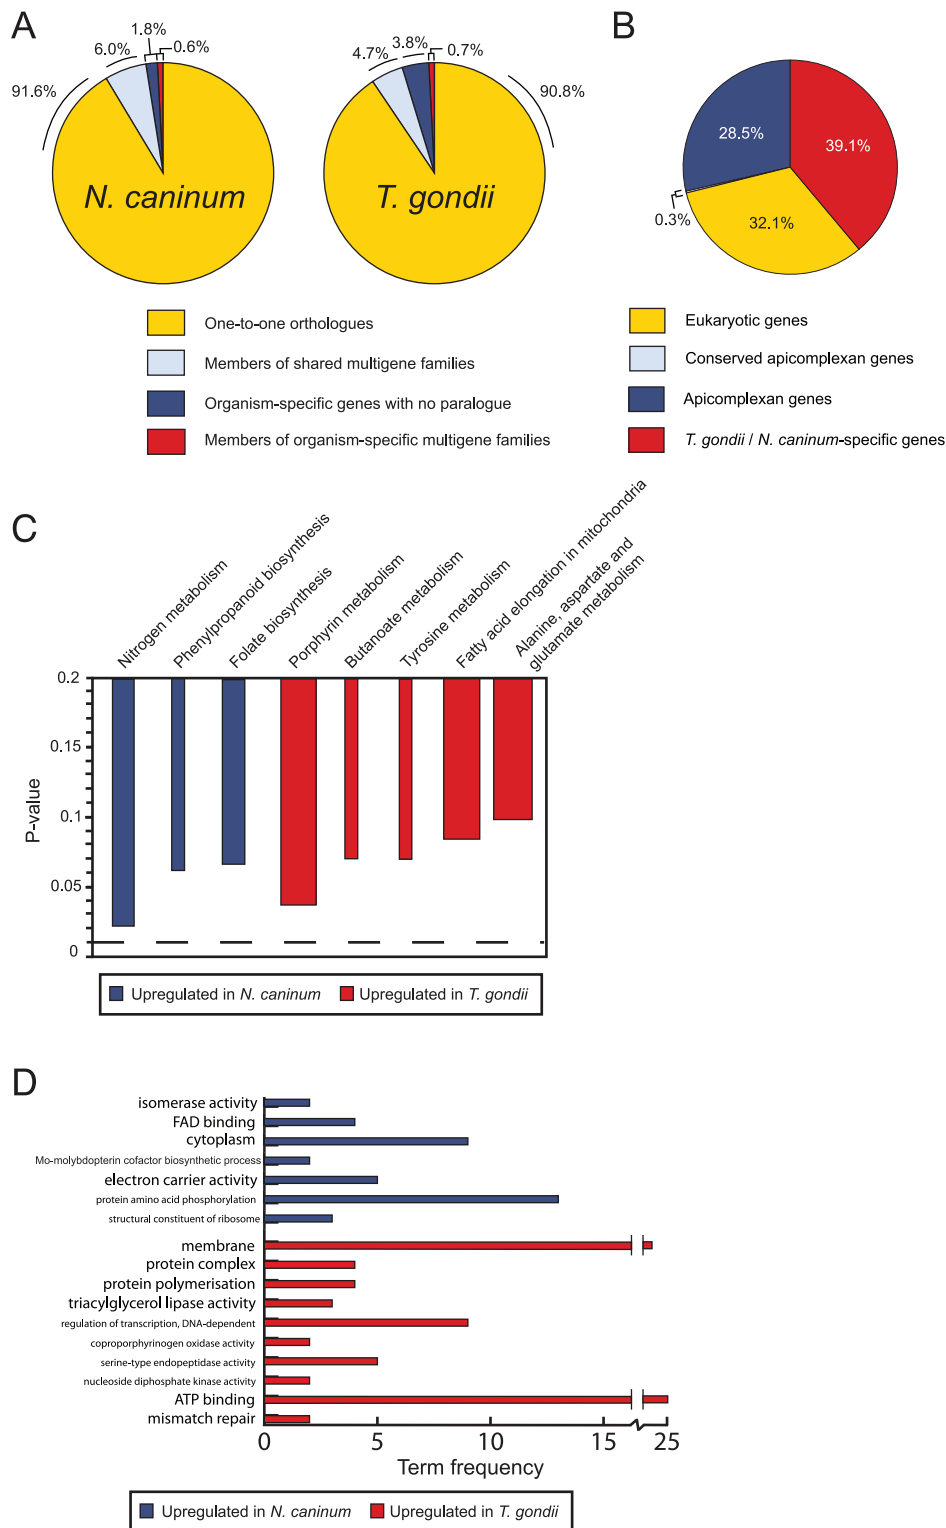 A
1.8%
6.0%
0.6%
91.6%
N. caninum
3.8%
4.7%
0.7%
90.8%
T. gondii
One-to-one orthologues
Members of shared multigene families
Organism-specific genes with no paralogue
Members of organism-specific multigene families
B
28.5%
39.1%
0.3%
32.1%
Eukaryotic genes
Conserved apicomplexan genes
Apicomplexan genes
T. gondii / N. caninum-specific genes
C
Nitrogen metabolism
Phenylpropanoid biosynthesis
Folate biosynthesis
Porphyrin metabolism
Butanoate metabolism
Tyrosine metabolism
Fatty acid elongation in mitochondria
Alanine, aspartate and
glutamate metabolism
P-value
0.2
0.15
0.1
0.05
0
Upregulated in N. caninum
Upregulated in T. gondii
D
isomerase activity
FAD binding
cytoplasm
Mo-molybdopterin cofactor biosynthetic process
electron carrier activity
protein amino acid phosphorylation
structural constituent of ribosome
membrane
protein complex
protein polymerisation
triacylglycerol lipase activity
regulation of transcription, DNA-dependent
coproporphyrinogen oxidase activity
serine-type endopeptidase activity
nucleoside diphosphate kinase activity
ATP binding
mismatch repair
0 5 10 15 25
Term frequency
Upregulated in N. caninum
Upregulated in T. gondii